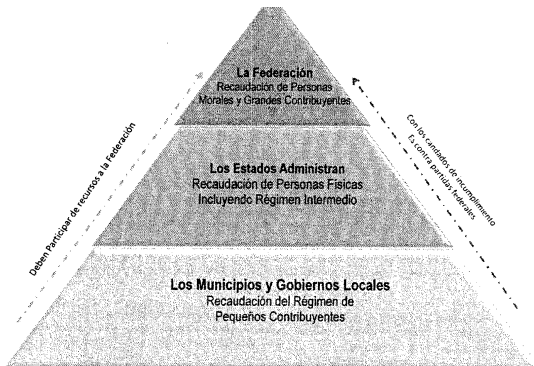 La Federación
Recaudación de Personas
Morales y Grandes Contribuyentes
Los Estados Administran
Recaudación de Personas Físicas
Incluyendo Régimen Intermedio
Los Municipios y Gobiernos Locales
Recaudación del Régimen de
Pequeños Contribuyentes
Deben Participar de recursos a la Federación
Con los candados de incumplimiento
Es contra partidas federales